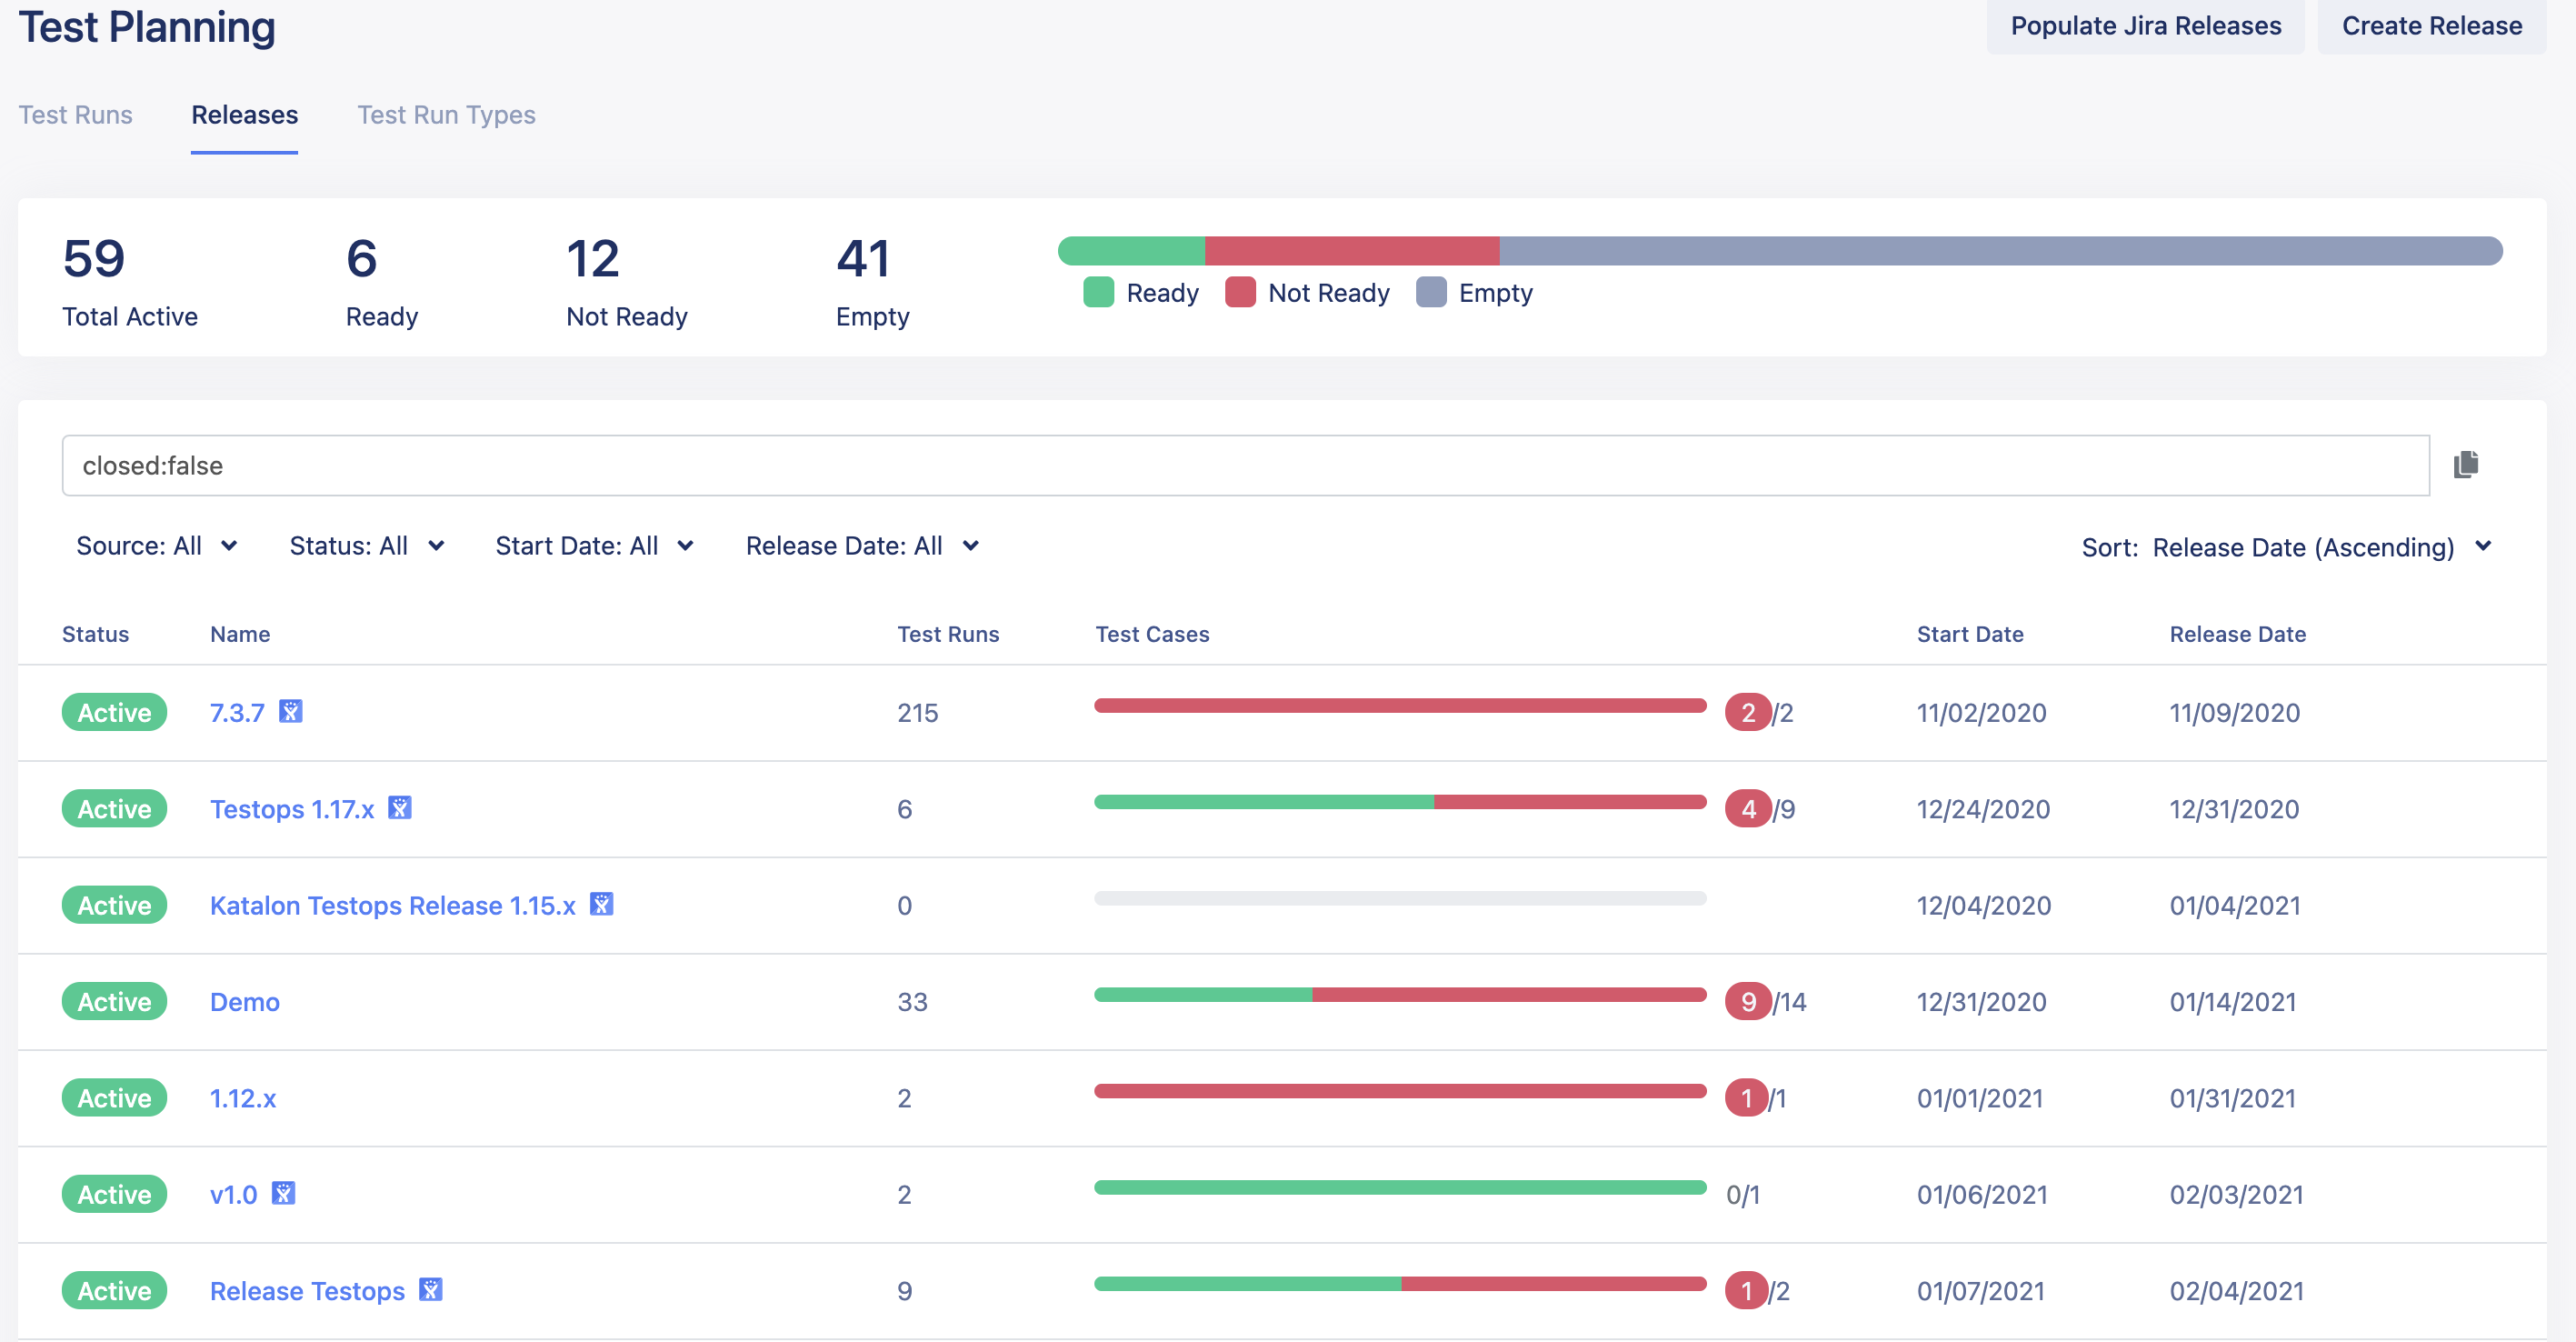 Test Planning
Populate Jira Releases
Create Release
Test Runs
Releases
Test Run Types
59
6
12
41
Total Active
Ready
Not Ready
Empty
Ready
Not Ready
Empty
closed:false
Source: All
Status: All
Start Date: All
Release Date: All
Sort: Release Date (Ascending)
Status Name Test Runs Test Cases Start Date Release Date
Active 7.3.7 215 2/2 11/02/2020 11/09/2020
Active Testops 1.17.x 6 4/9 12/24/2020 12/31/2020
Active Katalon Testops Release 1.15.x 0 12/04/2020 01/04/2021
Active Demo 33 9/14 12/31/2020 01/14/2021
Active 1.12.x 2 1/1 01/01/2021 01/31/2021
Active v1.0 2 0/1 01/06/2021 02/03/2021
Active Release Testops 9 1/2 01/07/2021 02/04/2021